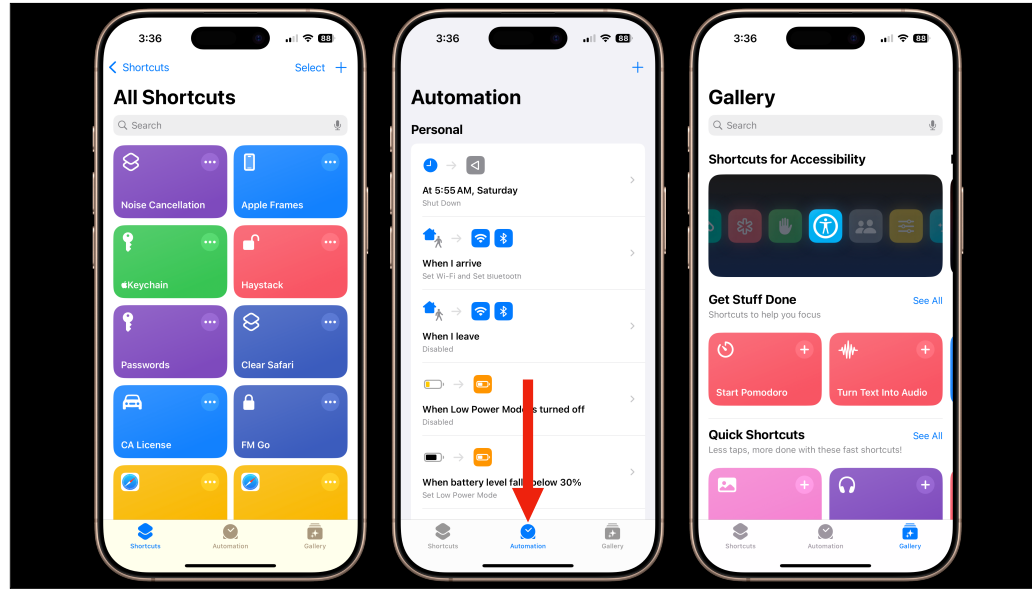 3:36
88
Shortcuts
Select
All Shortcuts
Search
Noise Cancellation
Apple Frames
Keychain
Haystack
Passwords
Clear Safari
CA License
FM Go
Shortcuts
Automation
Gallery
3:36
88
Automation
Personal
At 5:55 AM, Saturday
Shut Down
When I arrive
Set Wi-Fi and Set Bluetooth
When I leave
Disabled
When Low Power Mode is turned off
Disabled
When battery level falls below 30%
Set Low Power Mode
Shortcuts
Automation
Gallery
3:36
88
Gallery
Search
Shortcuts for Accessibility
Get Stuff Done
See All
Shortcuts to help you focus
Start Pomodoro
Turn Text Into Audio
Quick Shortcuts
See All
Less taps, more done with these fast shortcuts!
Shortcuts
Automation
Gallery